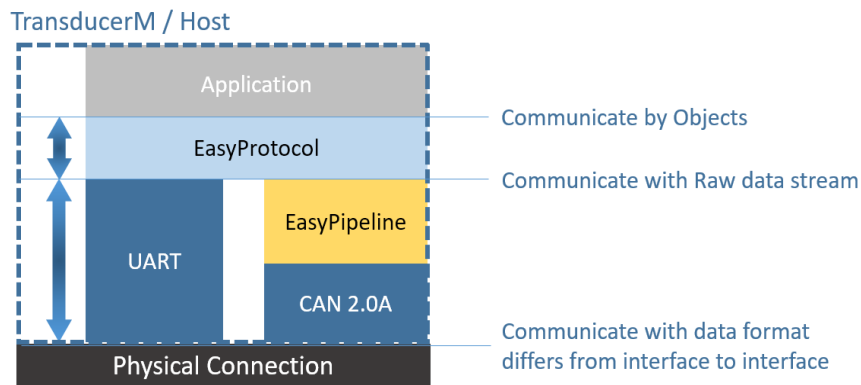 TransducerM / Host
Application
Communicate by Objects
EasyProtocol
Communicate with Raw data stream
EasyPipeline
UART
CAN 2.0A
Communicate with data format
differs from interface to interface
Physical Connection